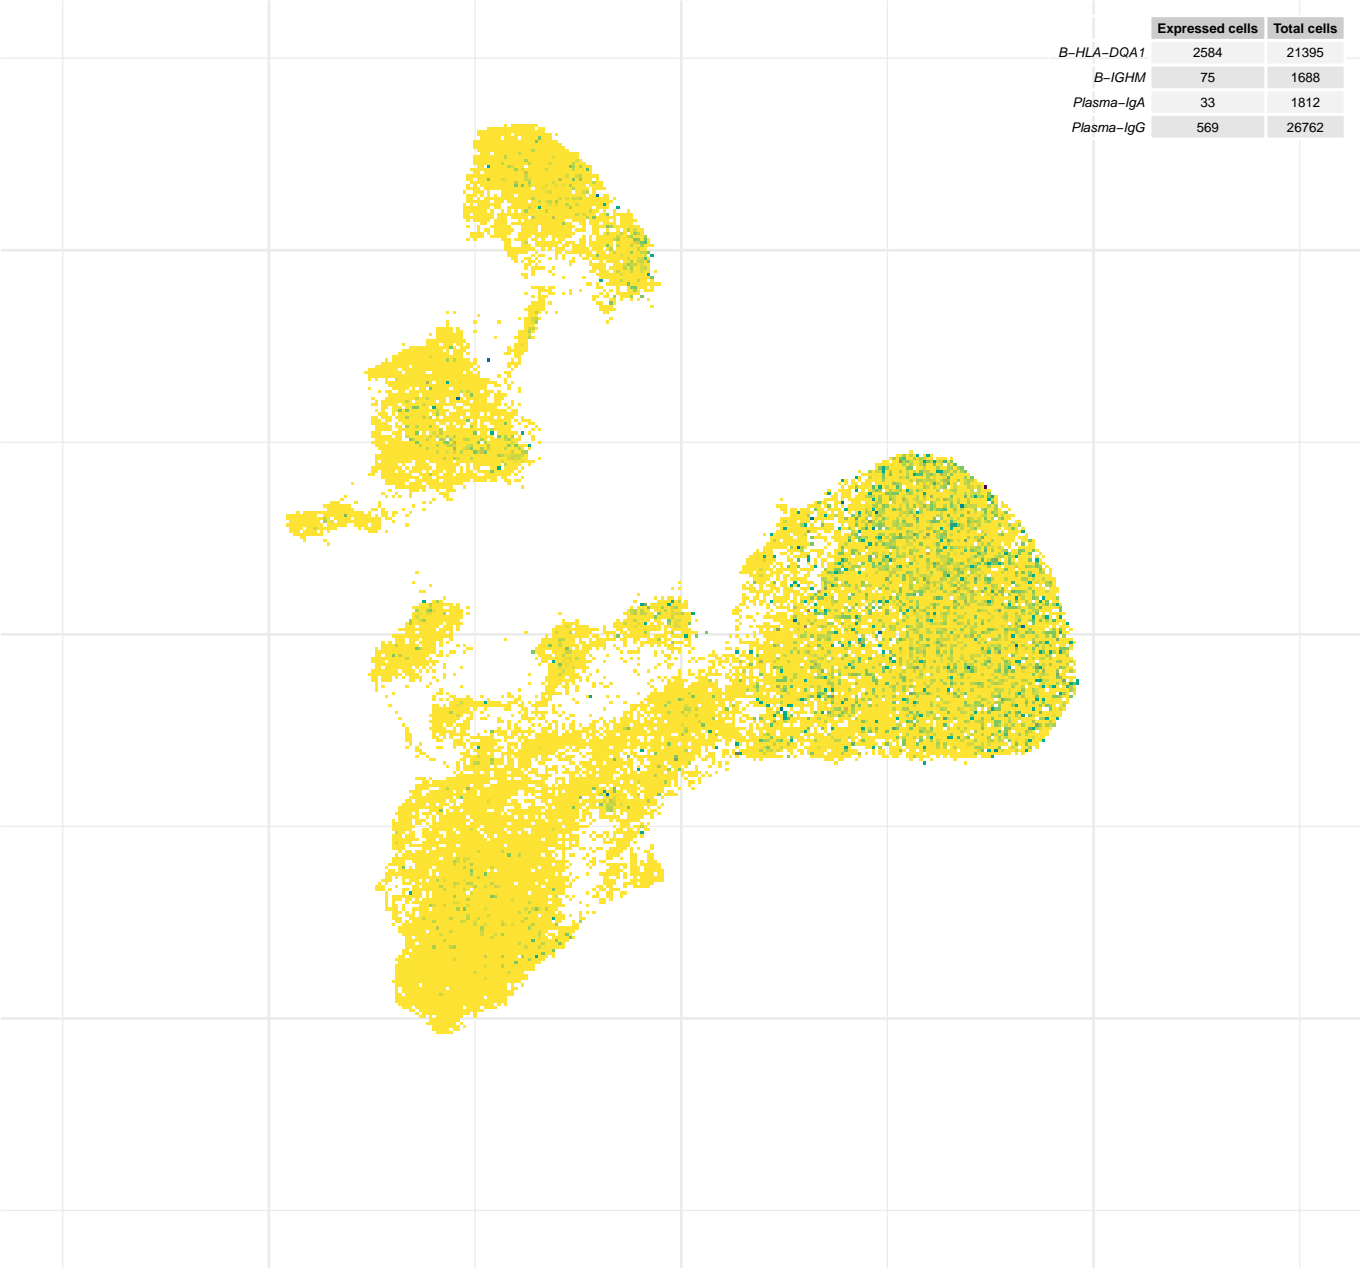 Expressed cells Total cells
B−HLA−DQA1 2584 21395
B−IGHM 75 1688
Plasma−IgA 33 1812
Plasma−IgG 569 26762